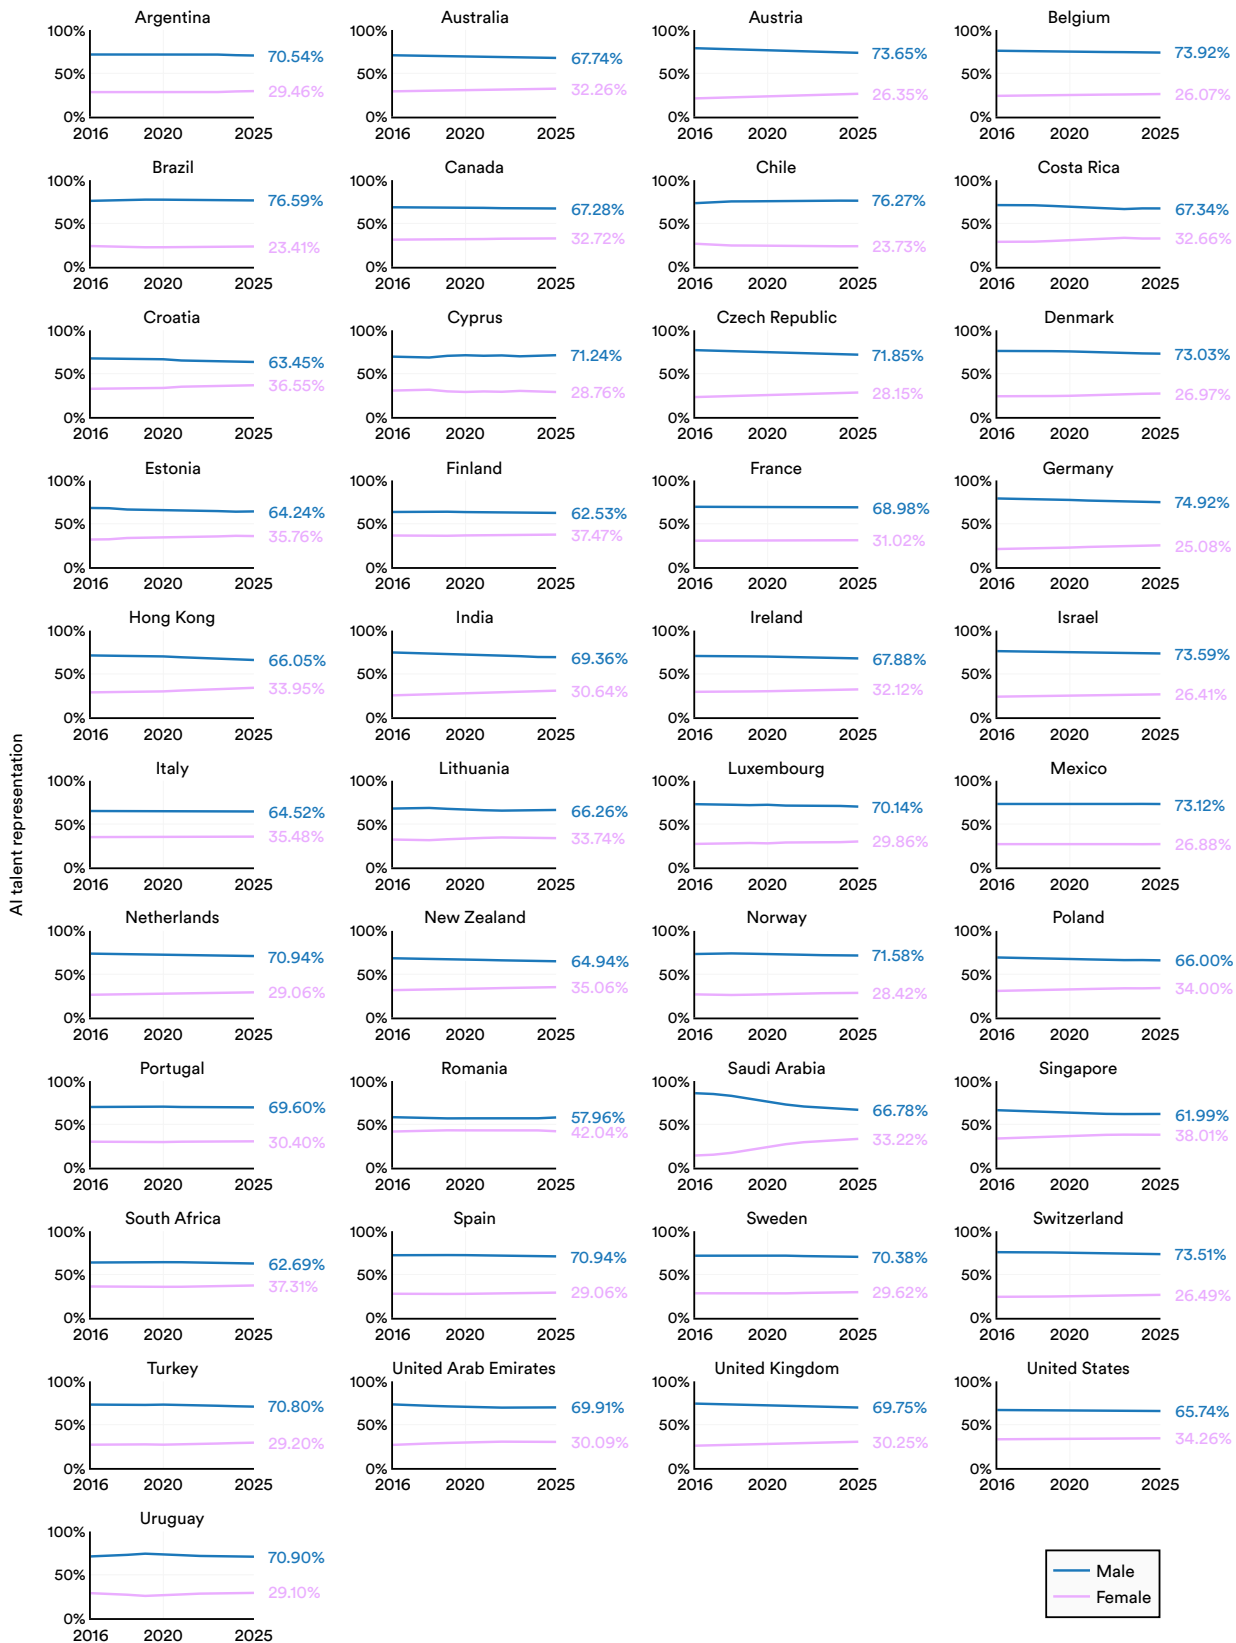 AI talent representation
Argentina
100%
50%
0%
70.54%
29.46%
2016 2020 2025
Australia
100%
50%
0%
67.74%
32.26%
2016 2020 2025
Austria
100%
50%
0%
73.65%
26.35%
2016 2020 2025
Belgium
100%
50%
0%
73.92%
26.07%
2016 2020 2025
Brazil
100%
50%
0%
76.59%
23.41%
2016 2020 2025
Canada
100%
50%
0%
67.28%
32.72%
2016 2020 2025
Chile
100%
50%
0%
76.27%
23.73%
2016 2020 2025
Costa Rica
100%
50%
0%
67.34%
32.66%
2016 2020 2025
Croatia
100%
50%
0%
63.45%
36.55%
2016 2020 2025
Cyprus
100%
50%
0%
71.24%
28.76%
2016 2020 2025
Czech Republic
100%
50%
0%
71.85%
28.15%
2016 2020 2025
Denmark
100%
50%
0%
73.03%
26.97%
2016 2020 2025
Estonia
100%
50%
0%
64.24%
35.76%
2016 2020 2025
Finland
100%
50%
0%
62.53%
37.47%
2016 2020 2025
France
100%
50%
0%
68.98%
31.02%
2016 2020 2025
Germany
100%
50%
0%
74.92%
25.08%
2016 2020 2025
Hong Kong
100%
50%
0%
66.05%
33.95%
2016 2020 2025
India
100%
50%
0%
69.36%
30.64%
2016 2020 2025
Ireland
100%
50%
0%
67.88%
32.12%
2016 2020 2025
Israel
100%
50%
0%
73.59%
26.41%
2016 2020 2025
Italy
100%
50%
0%
64.52%
35.48%
2016 2020 2025
Lithuania
100%
50%
0%
66.26%
33.74%
2016 2020 2025
Luxembourg
100%
50%
0%
70.14%
29.86%
2016 2020 2025
Mexico
100%
50%
0%
73.12%
26.88%
2016 2020 2025
Netherlands
100%
50%
0%
70.94%
29.06%
2016 2020 2025
New Zealand
100%
50%
0%
64.94%
35.06%
2016 2020 2025
Norway
100%
50%
0%
71.58%
28.42%
2016 2020 2025
Poland
100%
50%
0%
66.00%
34.00%
2016 2020 2025
Portugal
100%
50%
0%
69.60%
30.40%
2016 2020 2025
Romania
100%
50%
0%
57.96%
42.04%
2016 2020 2025
Saudi Arabia
100%
50%
0%
66.78%
33.22%
2016 2020 2025
Singapore
100%
50%
0%
61.99%
38.01%
2016 2020 2025
South Africa
100%
50%
0%
62.69%
37.31%
2016 2020 2025
Spain
100%
50%
0%
70.94%
29.06%
2016 2020 2025
Sweden
100%
50%
0%
70.38%
29.62%
2016 2020 2025
Switzerland
100%
50%
0%
73.51%
26.49%
2016 2020 2025
Turkey
100%
50%
0%
70.80%
29.20%
2016 2020 2025
United Arab Emirates
100%
50%
0%
69.91%
30.09%
2016 2020 2025
United Kingdom
100%
50%
0%
69.75%
30.25%
2016 2020 2025
United States
100%
50%
0%
65.74%
34.26%
2016 2020 2025
Uruguay
100%
50%
0%
70.90%
29.10%
2016 2020 2025
Male
Female